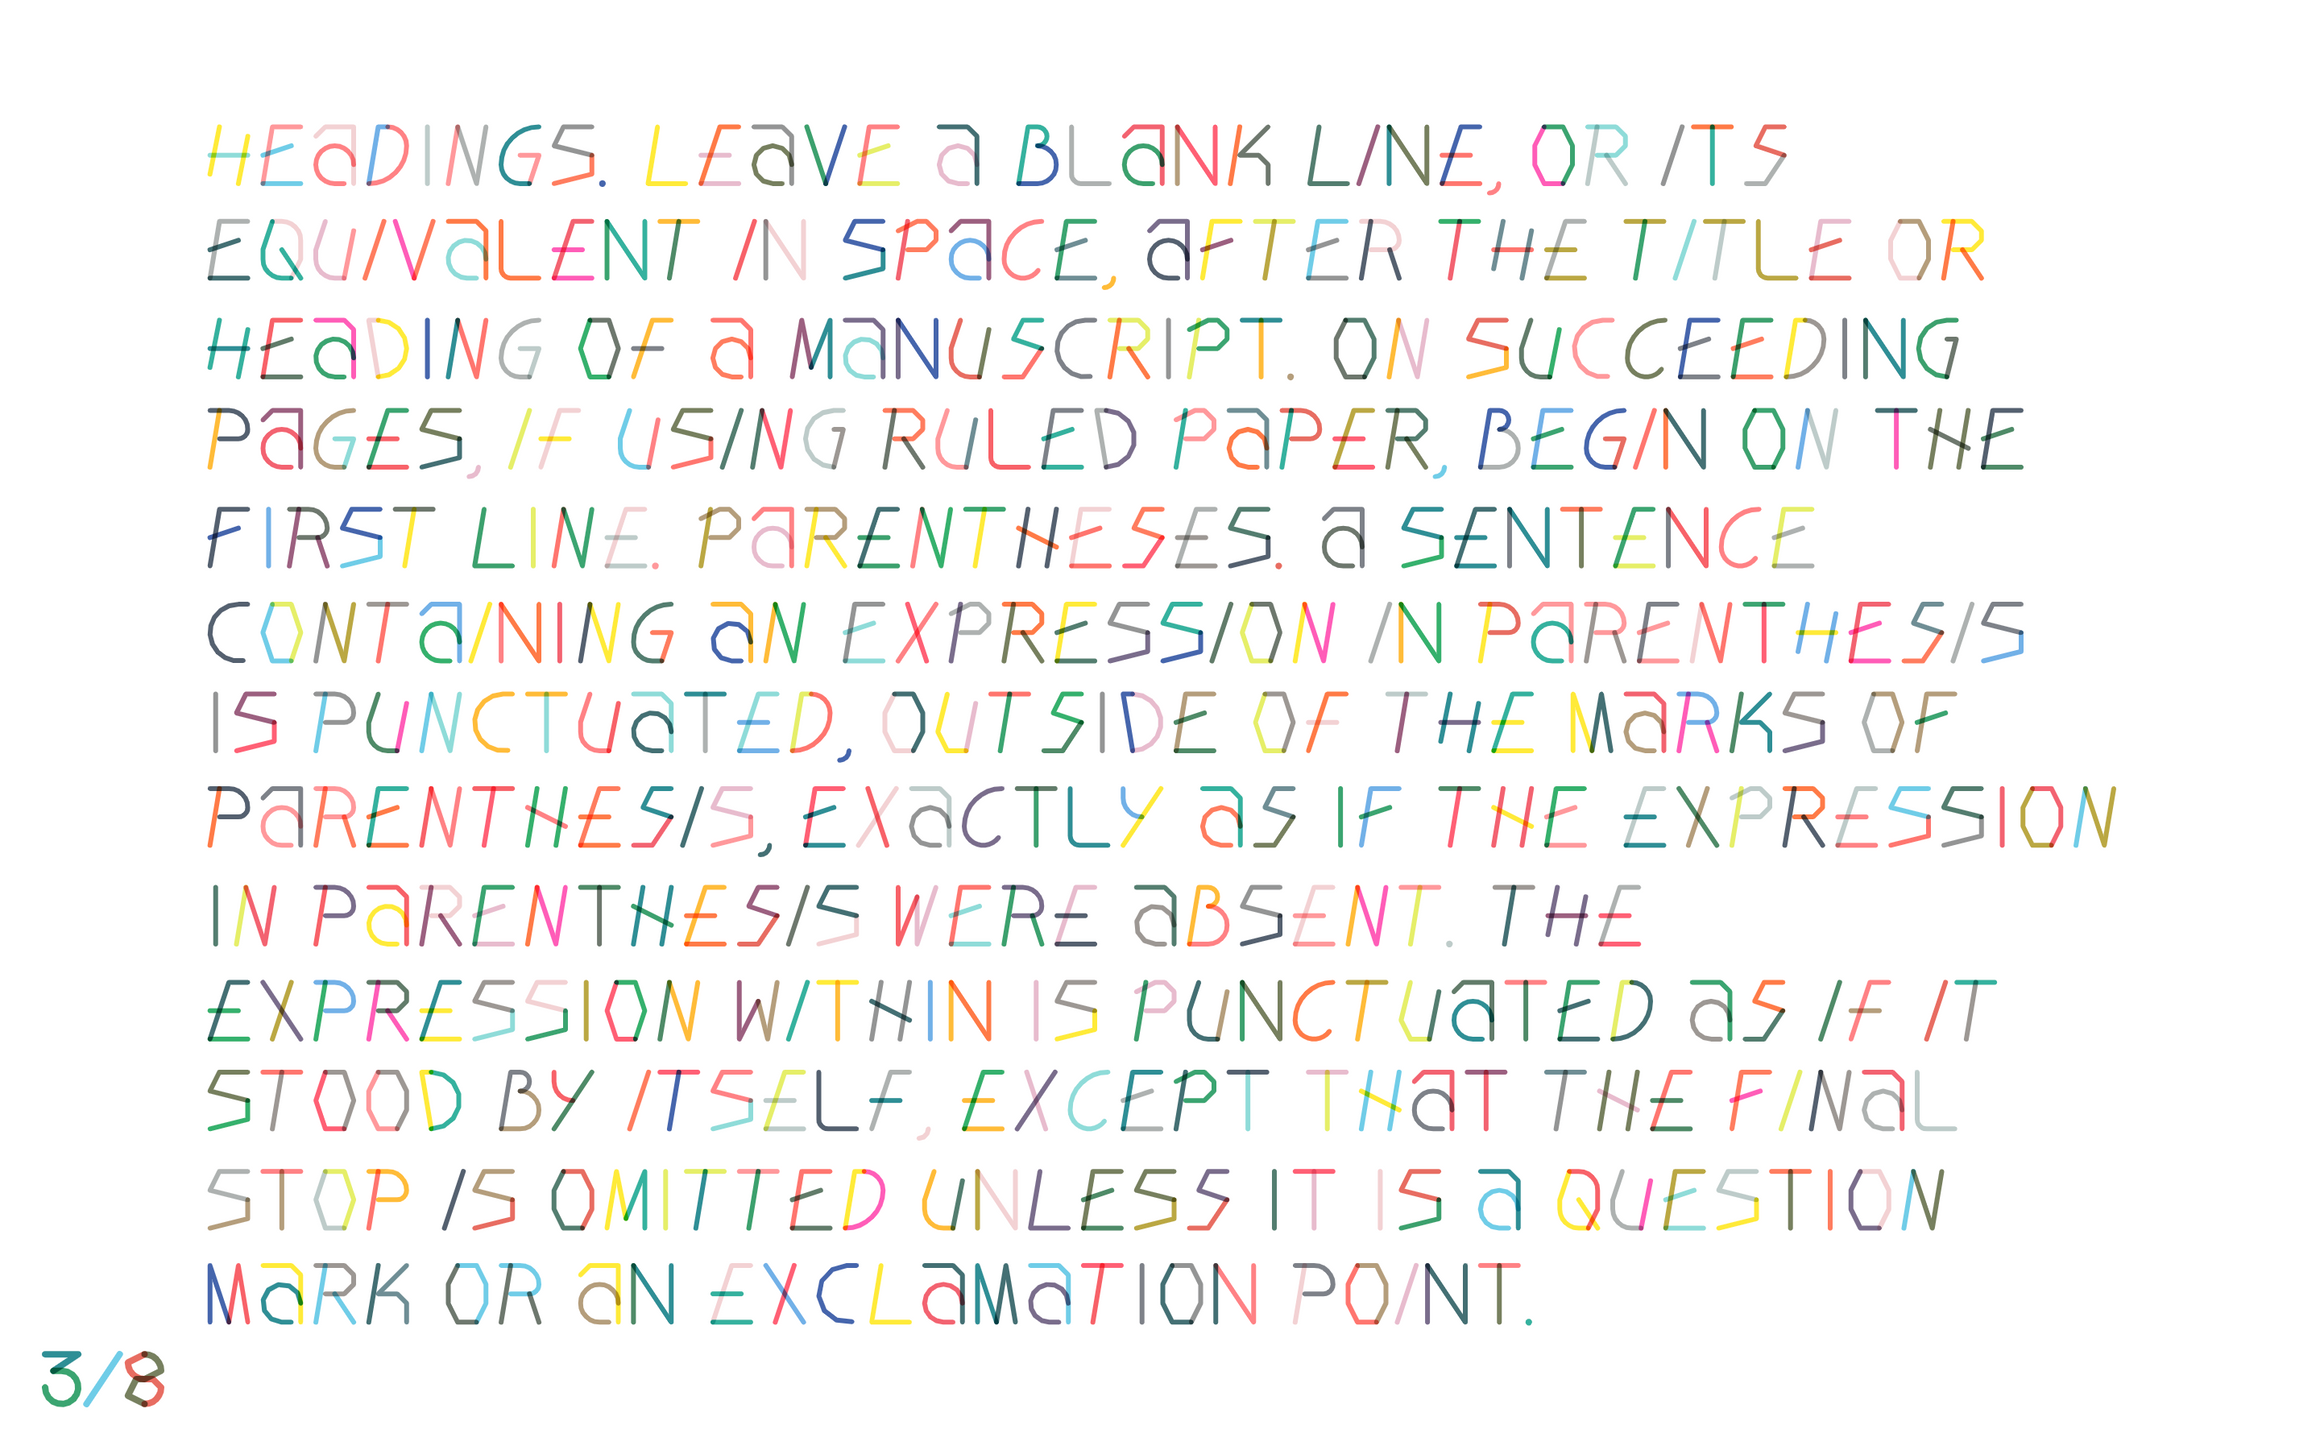 HEADINGS. LEAVE A BLANK LINE, OR ITS
EQUIVALENT IN SPACE, AFTER THE TITLE OR
HEADING OF A MANUSCRIPT. ON SUCCEEDING
PAGES, IF USING RULED PAPER, BEGIN ON THE
FIRST LINE. PARENTHESES. A SENTENCE
CONTAINING AN EXPRESSION IN PARENTHESIS
IS PUNCTUATED, OUTSIDE OF THE MARKS OF
PARENTHESIS, EXACTLY AS IF THE EXPRESSION
IN PARENTHESIS WERE ABSENT. THE
EXPRESSION WITHIN IS PUNCTUATED AS IF IT
STOOD BY ITSELF, EXCEPT THAT THE FINAL
STOP IS OMITTED UNLESS IT IS A QUESTION
MARK OR AN EXCLAMATION POINT.
3/8